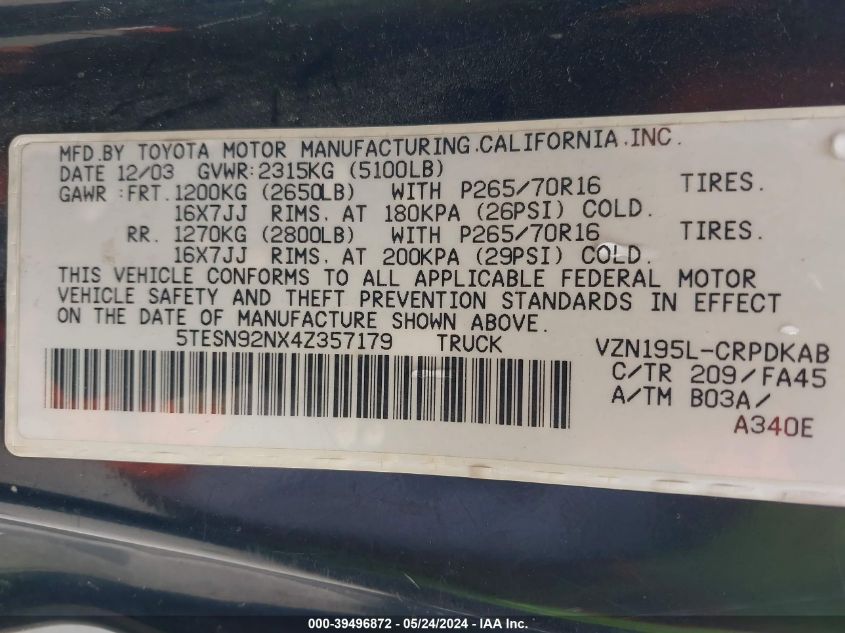 MFD.BY TOYOTA MOTOR MANUFACTURING.CALIFORNIA.INC.
DATE 12/03 GVWR:2315KG (5100LB)
GAWR :FRT.1200KG (2650LB) WITH P265/70R16 TIRES.
16X7JJ RIMS. AT 180KPA (26PSI) COLD.
RR. 1270KG (2800LB) WITH P265/70R16 TIRES.
16X7JJ RIMS. AT 200KPA (29PSI) COLD.
THIS VEHICLE CONFORMS TO ALL APPLICABLE FEDERAL MOTOR
VEHICLE SAFETY AND THEFT PREVENTION STANDARDS IN EFFECT
ON THE DATE OF MANUFACTURE SHOWN ABOVE.
5TESN92NX4Z357179 TRUCK VZN195L-CRPDKAB
C/TR 209/FA45
A/TM B03A/
A340E
000-39496872 - 05/24/2024 - Copyright © 2024 IAA, Inc.